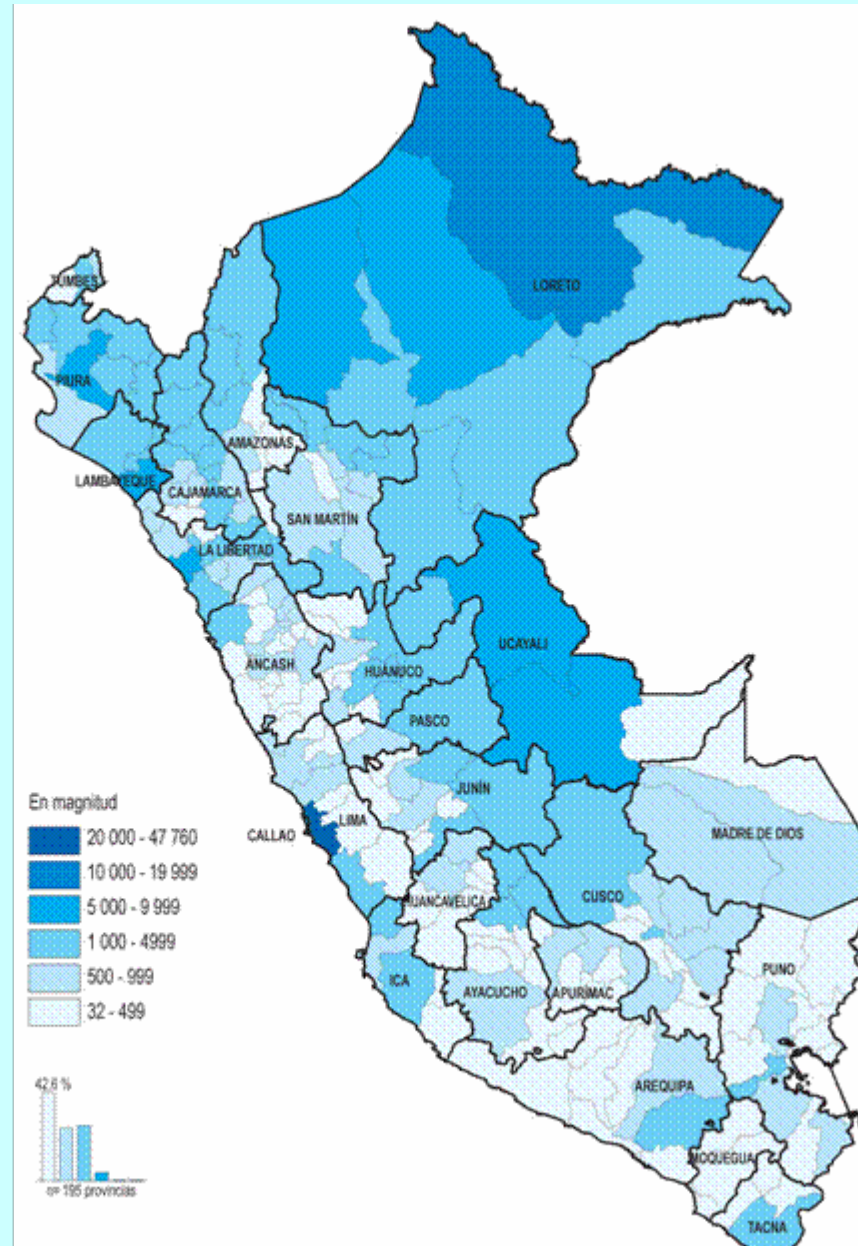 LORETO
TUMBES
PIURA
AMAZONAS
LAMBAYEQUE
CAJAMARCA
SAN MARTÍN
LA LIBERTAD
ANCASH
HUÁNUCO
UCAYALI
PASCO
JUNÍN
LIMA
CALLAO
MADRE DE DIOS
HUANCAVELICA
CUSCO
ICA
AYACUCHO
APURÍMAC
PUNO
AREQUIPA
MOQUEGUA
TACNA
En magnitud
20 000 - 47 760
10 000 - 19 999
5 000 - 9 999
1 000 - 4999
500 - 999
32 - 499
42,6 %
n= 195 provincias